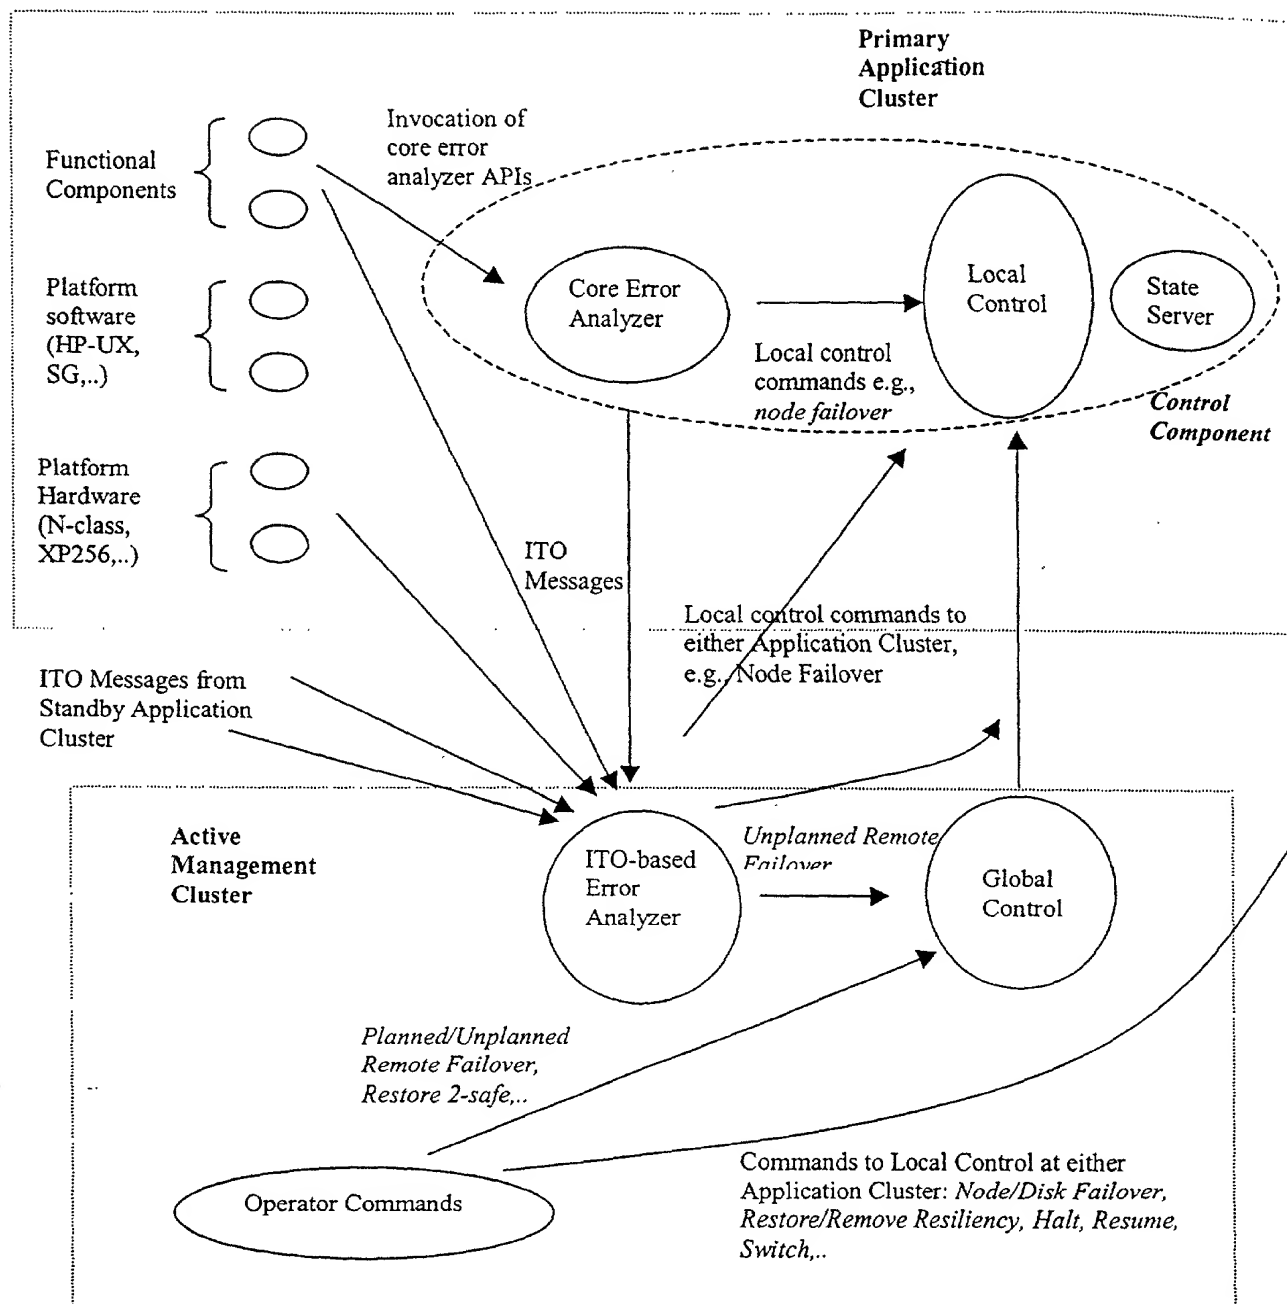 Primary
Application
Cluster
Invocation of
core error
analyzer APIs
Functional
Components
Platform
software
(HP-UX,
SG,..)
Core Error
Analyzer
Local
Control
State
Server
Local control
commands e.g.,
node failover
Control
Component
Platform
Hardware
(N-class,
XP256,..)
ITO
Messages
Local control commands to
either Application Cluster,
e.g., Node Failover
ITO Messages from
Standby Application
Cluster
Active
Management
Cluster
ITO-based
Error
Analyzer
Unplanned Remote
Failover
Global
Control
Planned/Unplanned
Remote Failover,
Restore 2-safe,..
Operator Commands
Commands to Local Control at either
Application Cluster: Node/Disk Failover,
Restore/Remove Resiliency, Halt, Resume,
Switch,..